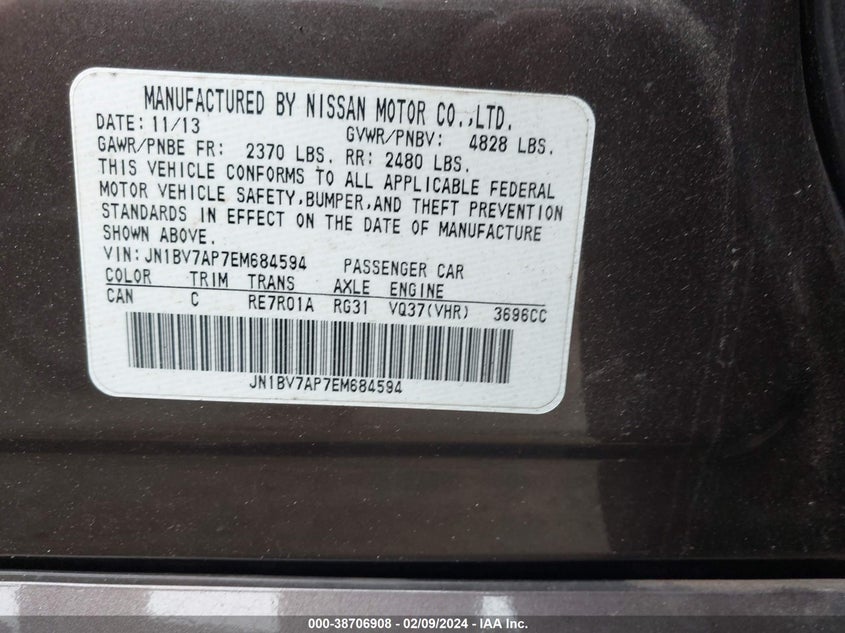 MANUFACTURED BY NISSAN MOTOR CO.,LTD.
DATE: 11/13 GVWR/PNBV: 4828 LBS.
GAWR/PNBE FR: 2370 LBS. RR: 2480 LBS.
THIS VEHICLE CONFORMS TO ALL APPLICABLE FEDERAL
MOTOR VEHICLE SAFETY,BUMPER,AND THEFT PREVENTION
STANDARDS IN EFFECT ON THE DATE OF MANUFACTURE
SHOWN ABOVE.
VIN:JN1BV7AP7EM684594 PASSENGER CAR
COLOR TRIM TRANS AXLE ENGINE
CAN C RE7R01A RG31 VQ37(VHR) 3696CC
JN1BV7AP7EM684594
000-38706908 - 02/09/2024 - IAA Inc.